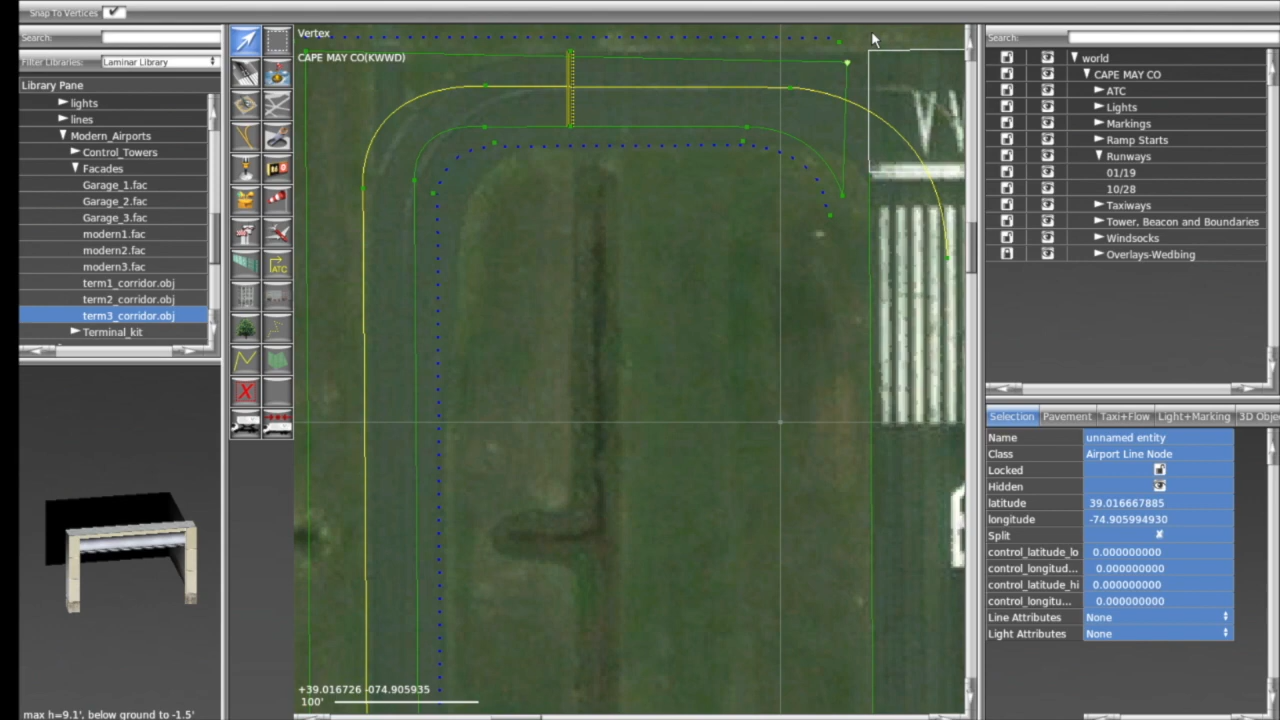 Snap To Vertices
Search:
Filter Libraries: Laminar Library
Library Pane
lights
lines
Modern_Airports
Control_Towers
Facades
Garage_1.fac
Garage_2.fac
Garage_3.fac
modern1.fac
modern2.fac
modern3.fac
term1_corridor.obj
term2_corridor.obj
term3_corridor.obj
Terminal_kit
max h=9.1', below ground to -1.5'
ATC
Vertex
CAPE MAY CO(KWWD)
+39.016726 -074.905935
100'
Search:
world
CAPE MAY CO
ATC
Lights
Markings
Ramp Starts
Runways
01/19
10/28
Taxiways
Tower, Beacon and Boundaries
Windsocks
Overlays-Wedbing
Selection Pavement Taxi+Flow Light+Marking 3D Obje
Name unnamed entity
Class Airport Line Node
Locked
Hidden
latitude 39.016667885
longitude -74.905994930
Split
control_latitude_lo 0.000000000
control_longitud... 0.000000000
control_latitude_hi 0.000000000
control_longitu... 0.000000000
Line Attributes None
Light Attributes None